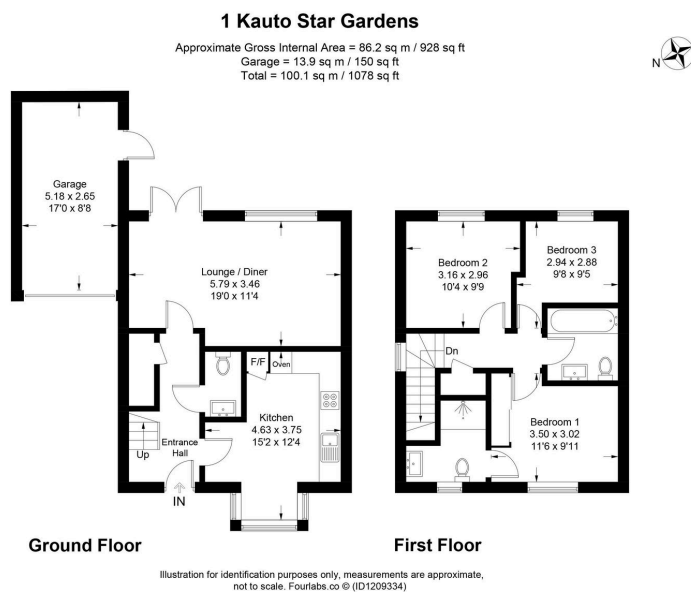 1 Kauto Star Gardens
Approximate Gross Internal Area = 86.2 sq m / 928 sq ft
Garage = 13.9 sq m / 150 sq ft
Total = 100.1 sq m / 1078 sq ft
N
Garage
5.18 x 2.65
17'0 x 8'8
Lounge / Diner
5.79 x 3.46
19'0 x 11'4
F/F
Oven
Kitchen
4.63 x 3.75
15'2 x 12'4
Entrance
Hall
Up
IN
Ground Floor
Bedroom 2
3.16 x 2.96
10'4 x 9'9
Bedroom 3
2.94 x 2.88
9'8 x 9'5
Dn
Bedroom 1
3.50 x 3.02
11'6 x 9'11
First Floor
Illustration for identification purposes only, measurements are approximate,
not to scale. Fourlabs.co © (ID1209334)